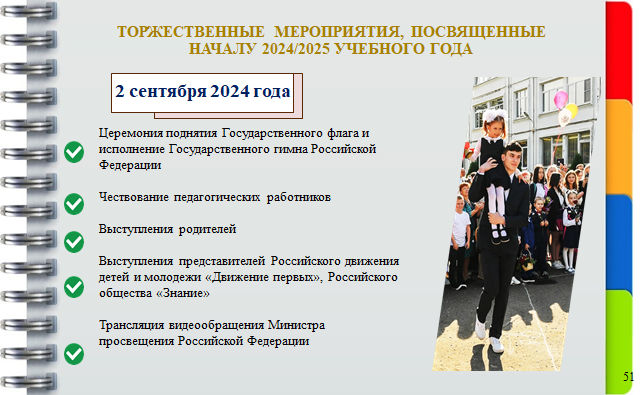 ТОРЖЕСТВЕННЫЕ МЕРОПРИЯТИЯ, ПОСВЯЩЕННЫЕ
НАЧАЛУ 2024/2025 УЧЕБНОГО ГОДА
2 сентября 2024 года
Церемония поднятия Государственного флага и
исполнение Государственного гимна Российской
Федерации
Чествование педагогических работников
Выступления родителей
Выступления представителей Российского движения
детей и молодежи «Движение первых», Российского
общества «Знание»
Трансляция видеообращения Министра
просвещения Российской Федерации
51